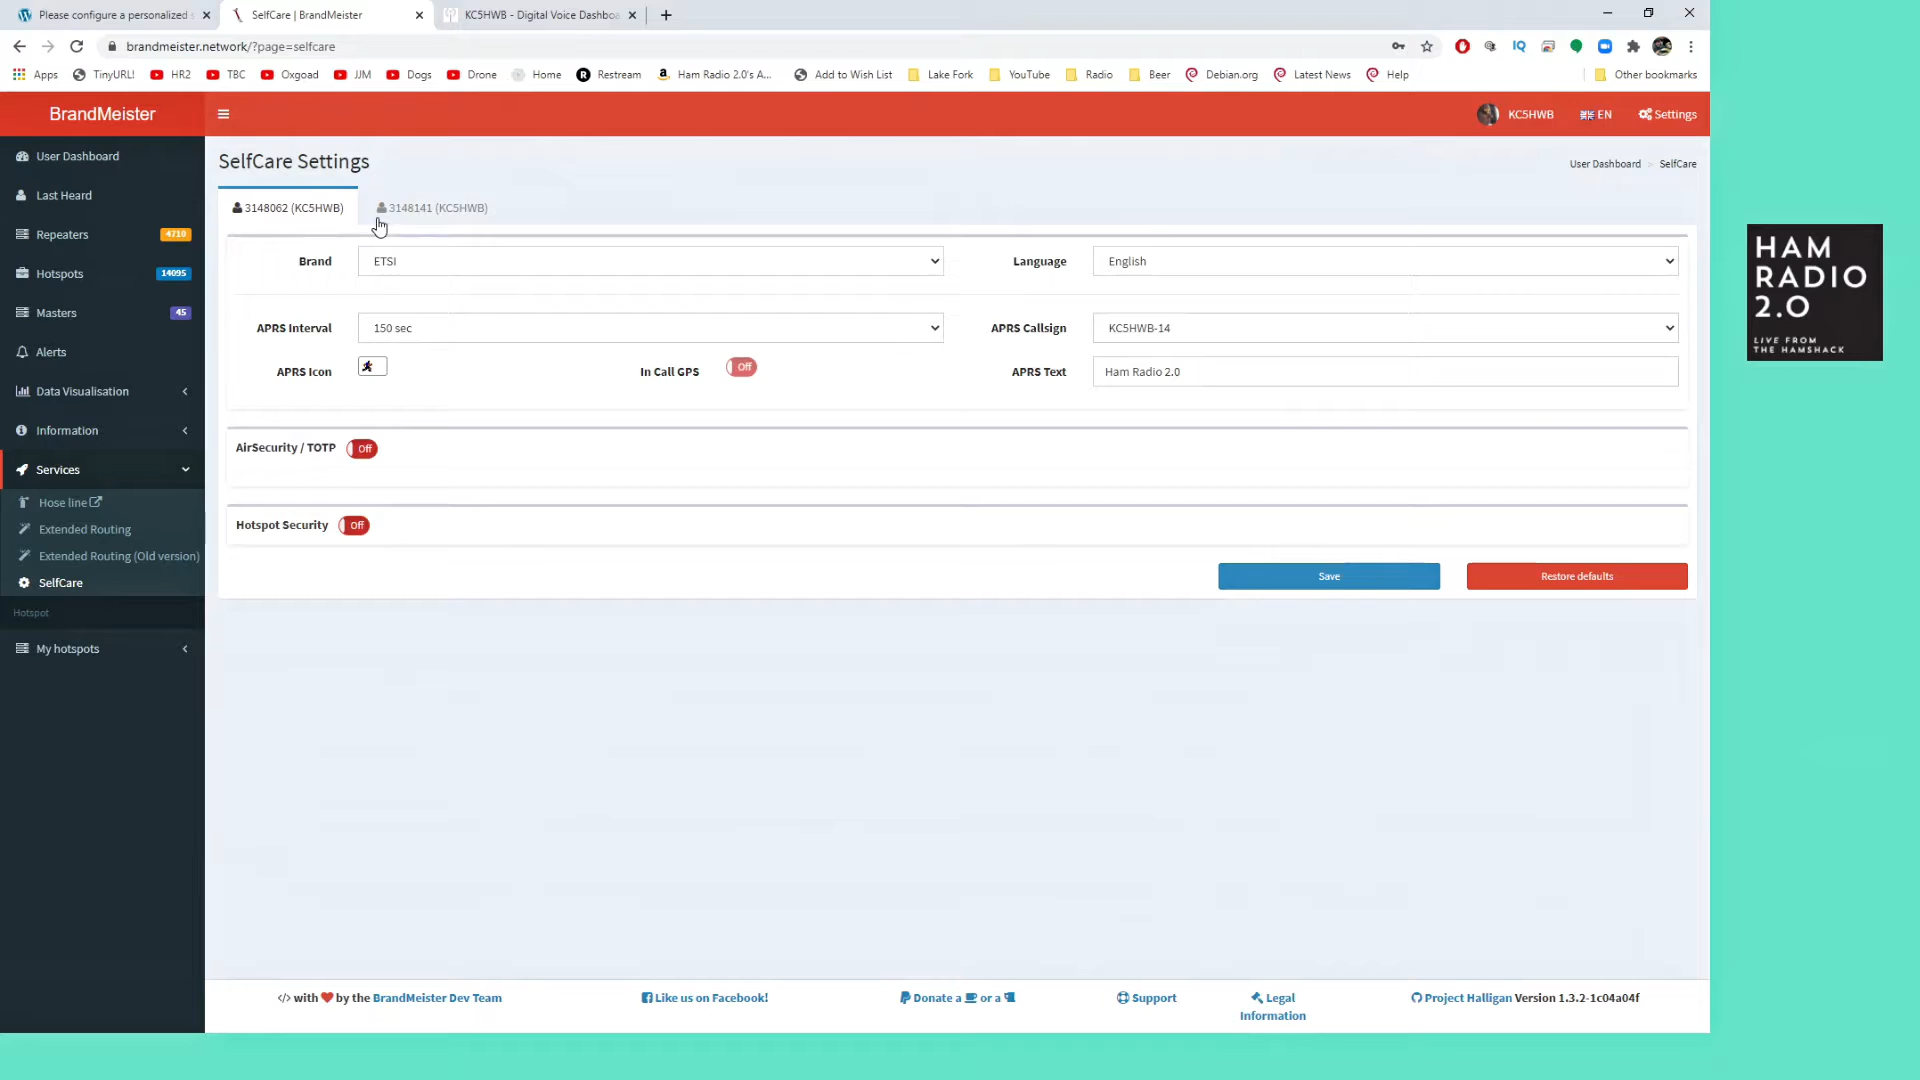 Please configure a personalized
SelfCare | BrandMeister
KC5HWB - Digital Voice Dashboa
brandmeister.network/?page=selfcare
Apps
TinyURL!
HR2
TBC
Oxgoad
JJM
Dogs
Drone
Home
Restream
Ham Radio 2.0's A...
Add to Wish List
Lake Fork
YouTube
Radio
Beer
Debian.org
Latest News
Help
Other bookmarks
BrandMeister
KC5HWB
EN
Settings
User Dashboard
Last Heard
Repeaters 4710
Hotspots 14095
Masters 45
Alerts
Data Visualisation
Information
Services
Hose line
Extended Routing
Extended Routing (Old version)
SelfCare
Hotspot
My hotspots
SelfCare Settings
User Dashboard > SelfCare
3148062 (KC5HWB)
3148141 (KC5HWB)
Brand ETSI
Language English
APRS Interval 150 sec
APRS Callsign KC5HWB-14
APRS Icon
In Call GPS Off
APRS Text Ham Radio 2.0
AirSecurity / TOTP Off
Hotspot Security Off
Save
Restore defaults
</> with ❤ by the BrandMeister Dev Team
Like us on Facebook!
Donate a or a
Support
Legal
Information
Project Halligan Version 1.3.2-1c04a04f
HAM
RADIO
2.0
LIVE FROM
THE HAMSHACK